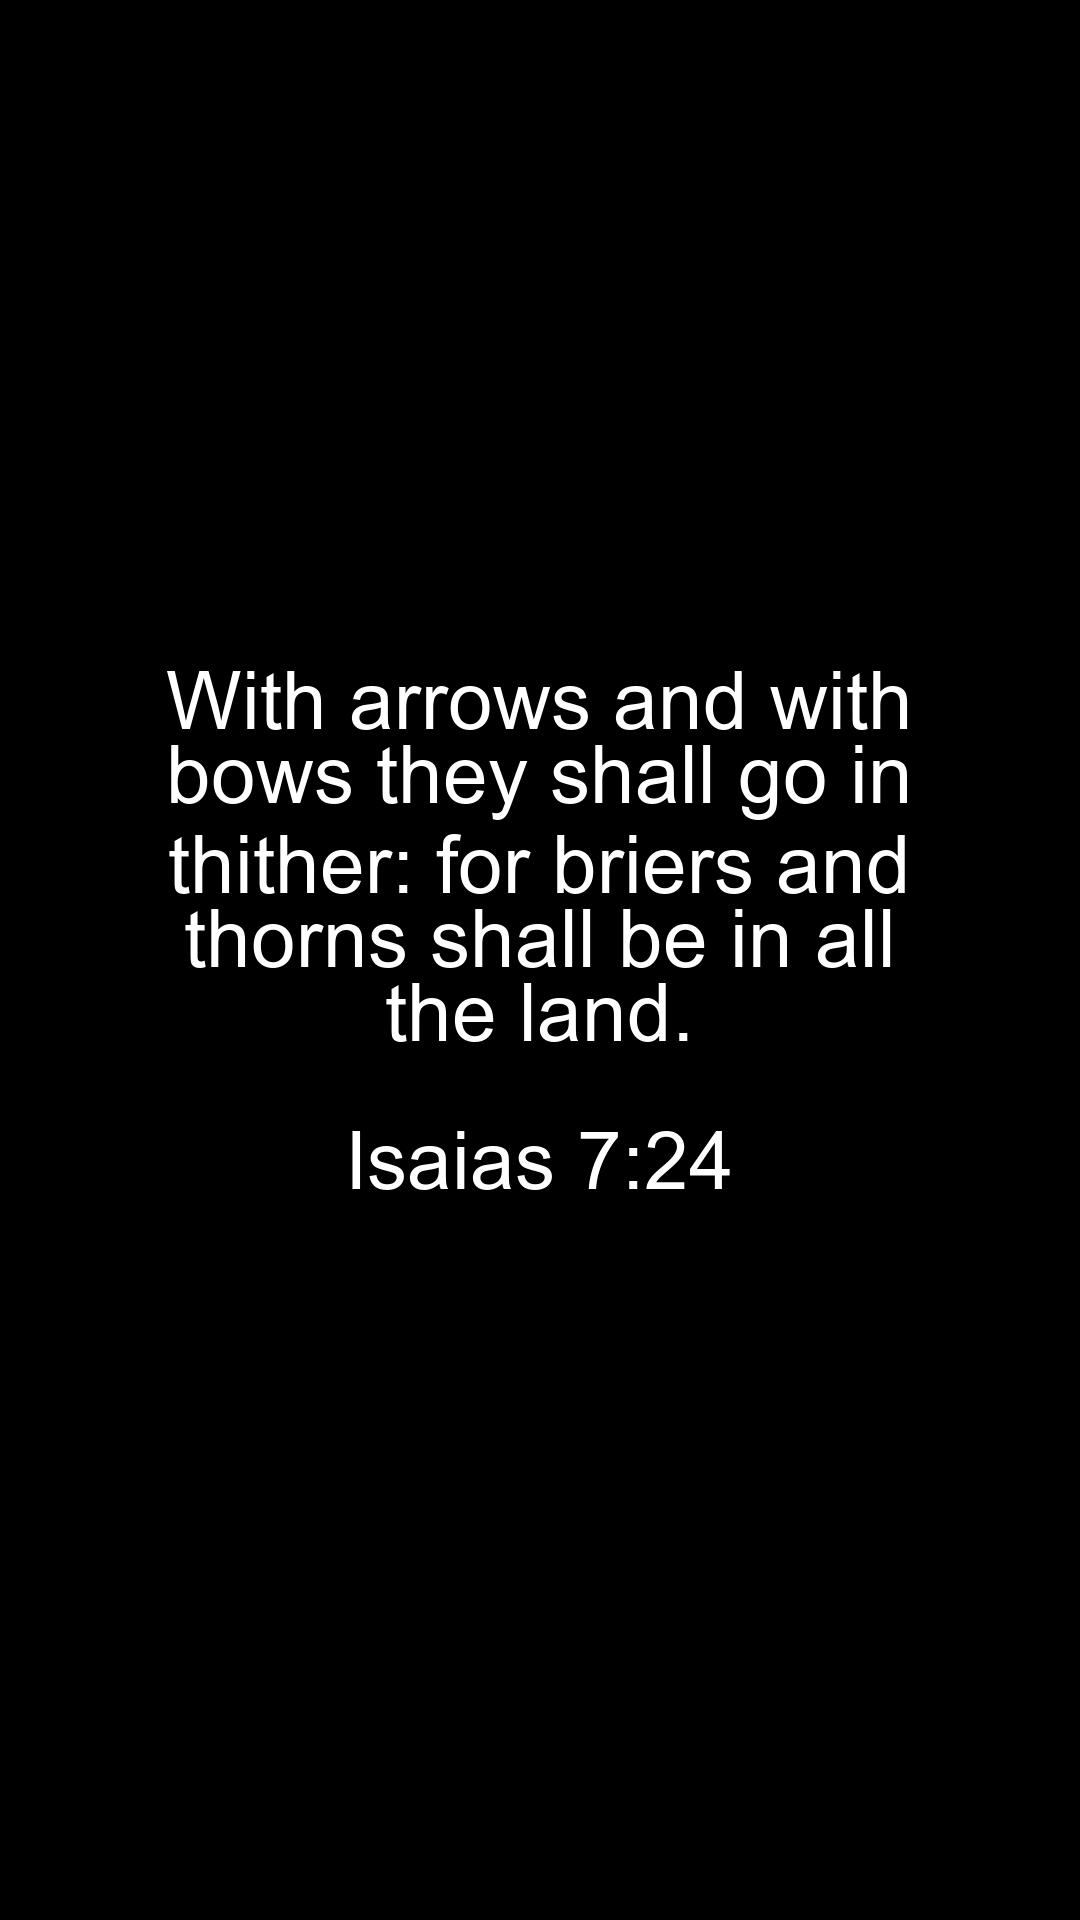 With arrows and with
bows they shall go in
thither: for briers and
thorns shall be in all
the land.
Isaias 7:24